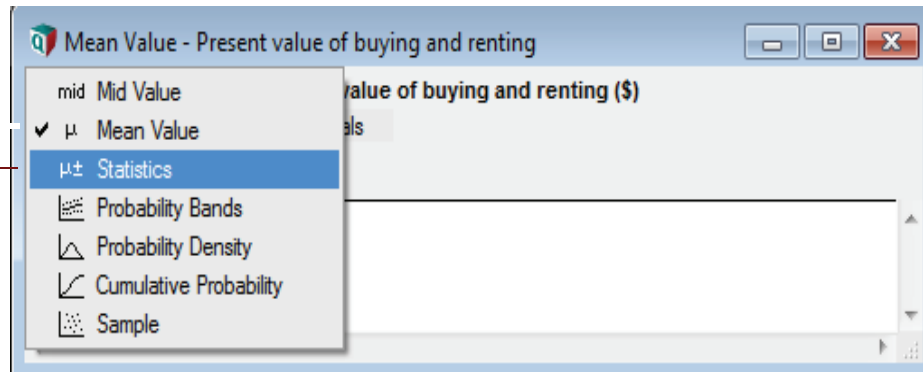 Mean Value - Present value of buying and renting
mid Mid Value
value of buying and renting ($)
✔ μ Mean Value
als
μ± Statistics
Probability Bands
Probability Density
Cumulative Probability
Sample